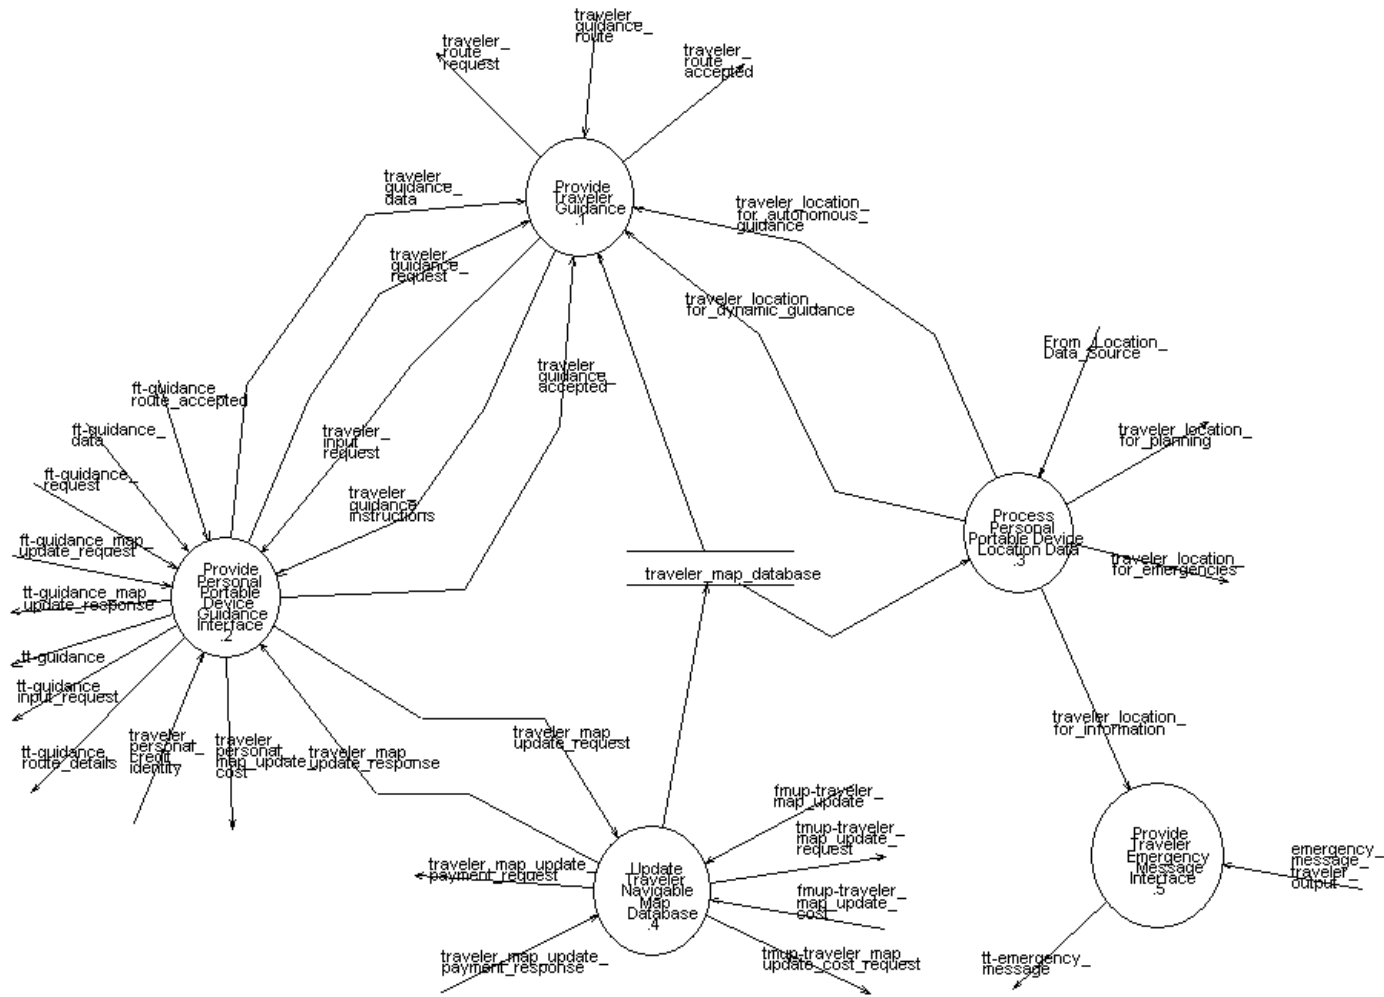 traveler_
guidance_
route
traveler_
route_
request
traveler_
route_
accepted
Provide
Traveler
Guidance
.1
traveler_
guidance_
data
traveler_location_
for_autonomous_
guidance
traveler_
guidance_
request
traveler_location_
for_dynamic_guidance
From_Location_
Data_Source
traveler_
guidance_
accepted_
ft-guidance_
route_accepted
ft-guidance_
data
traveler_
input_
request
traveler_location_
for_planning
ft-guidance_
request
traveler_
guidance_
instructions
Process
Personal
Portable Device
Location Data
.3
ft-guidance_map_
update_request
traveler_location_
for_emergencies
traveler_map_database
Provide
Personal
Portable
Device
Guidance
Interface
.2
tt-guidance_map_
update_response
tt-guidance
tt-guidance_
input_request
tt-guidance_
route_details
traveler_
personal_
credit_
identity
traveler_
personal_
map_update_
cost
traveler_map_
update_response
traveler_map_
update_request
traveler_location_
for_information
fmup-traveler_
map_update
tmup-traveler_
map_update_
request
traveler_map_update_
payment_request
Update
Traveler
Navigable
Map
Database
.4
fmup-traveler_
map_update_
cost
Provide
Traveler
Emergency
Message
Interface
.5
emergency_
message_
traveler_
output_
traveler_map_update_
payment_response
tmup-traveler_map_
update_cost_request
tt-emergency_
message